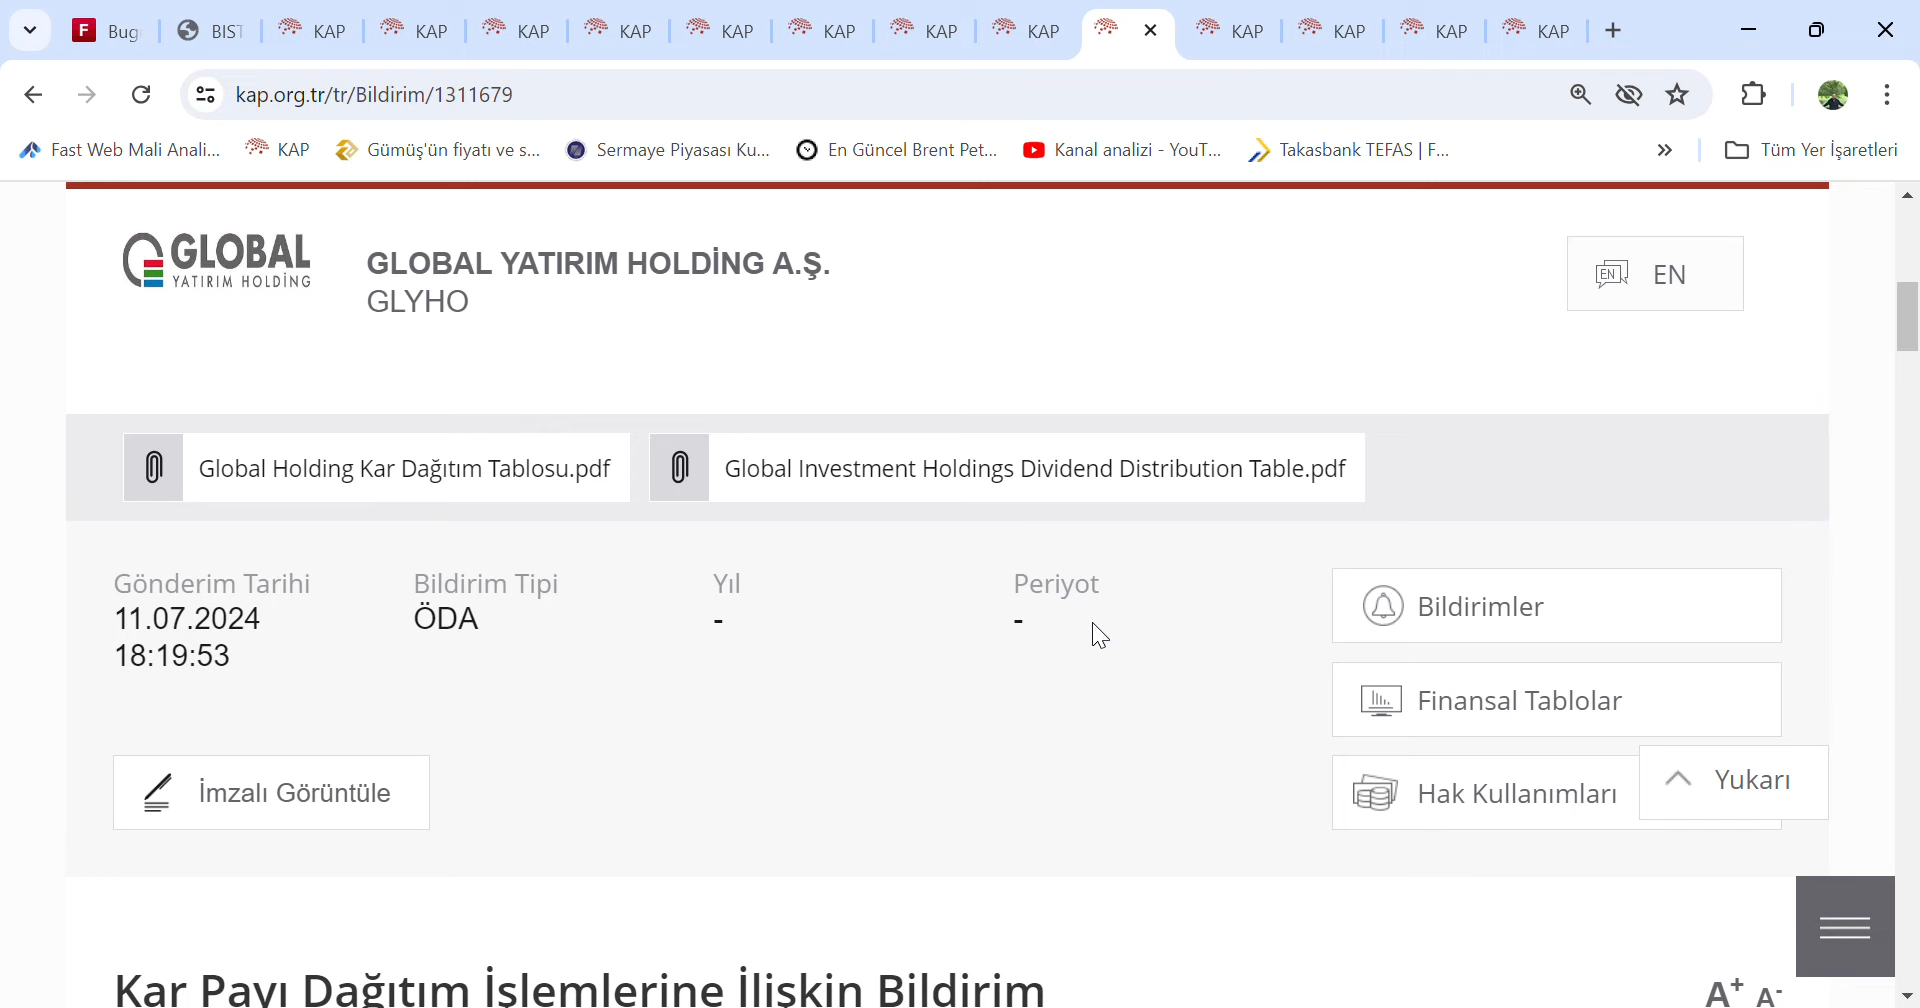 Bug
BIST
KAP
KAP
KAP
KAP
KAP
KAP
KAP
KAP
KAP
KAP
KAP
KAP
kap.org.tr/tr/Bildirim/1311679
Fast Web Mali Anali...
KAP
Gümüş'ün fiyatı ve s...
Sermaye Piyasası Ku...
En Güncel Brent Pet...
Kanal analizi - YouT...
Takasbank TEFAS | F...
»
Tüm Yer İşaretleri
GLOBAL
YATIRIM HOLDİNG
GLOBAL YATIRIM HOLDİNG A.Ş.
GLYHO
EN
EN
Global Holding Kar Dağıtım Tablosu.pdf
Global Investment Holdings Dividend Distribution Table.pdf
Gönderim Tarihi
11.07.2024
18:19:53
Bildirim Tipi
ÖDA
Yıl
-
Periyot
-
Bildirimler
Finansal Tablolar
Hak Kullanımları
Yukarı
İmzalı Görüntüle
Kar Payı Dağıtım İşlemlerine İlişkin Bildirim
A+ A-